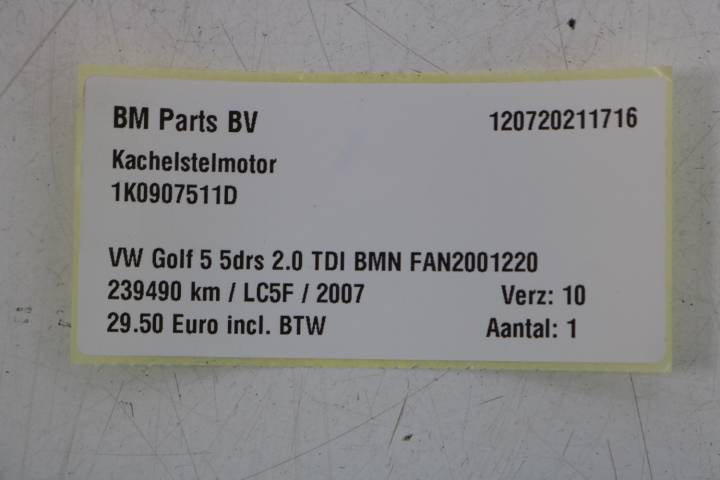 BM Parts BV 120720211716
Kachelstelmotor
1K0907511D
VW Golf 5 5drs 2.0 TDI BMN FAN2001220
239490 km / LC5F / 2007 Verz: 10
29.50 Euro incl. BTW Aantal: 1